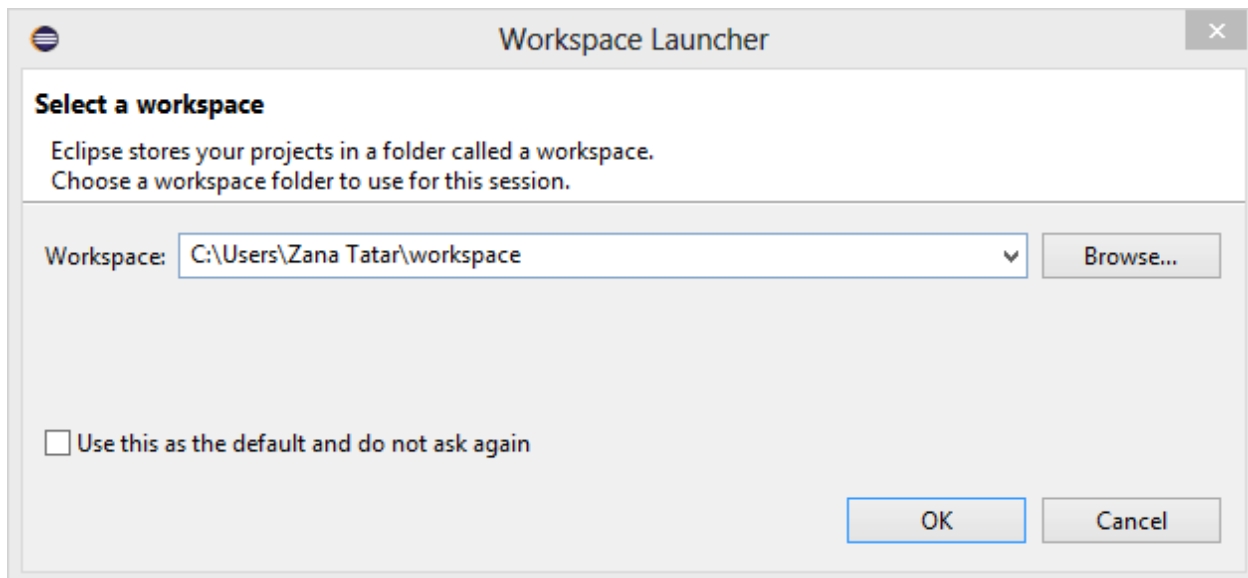 Workspace Launcher
Select a workspace
Eclipse stores your projects in a folder called a workspace.
Choose a workspace folder to use for this session.
Workspace: C:\Users\Zana Tatar\workspace Browse...
Use this as the default and do not ask again
OK Cancel